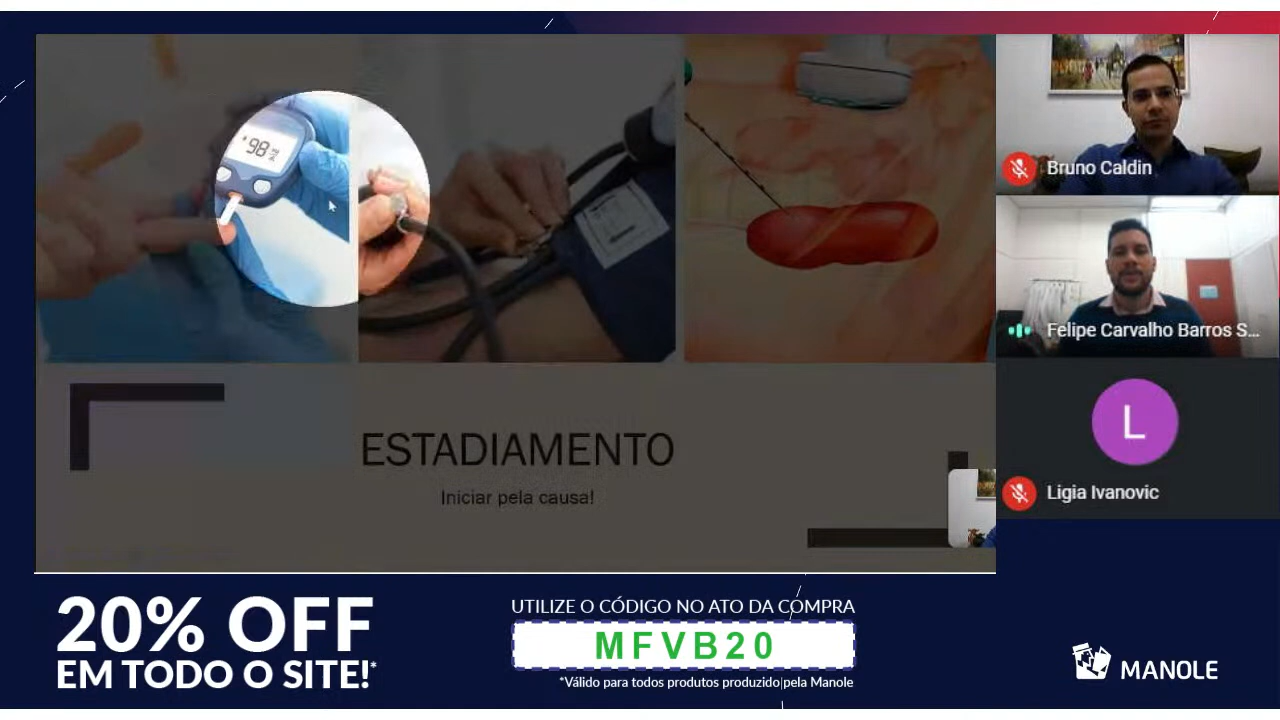 98
Bruno Caldin
Felipe Carvalho Barros S...
L
Ligia Ivanovic
ESTADIAMENTO
Iniciar pela causa!
20% OFF
EM TODO O SITE!*
UTILIZE O CÓDIGO NO ATO DA COMPRA
MFVB20
*Válido para todos produtos produzido pela Manole
MANOLE